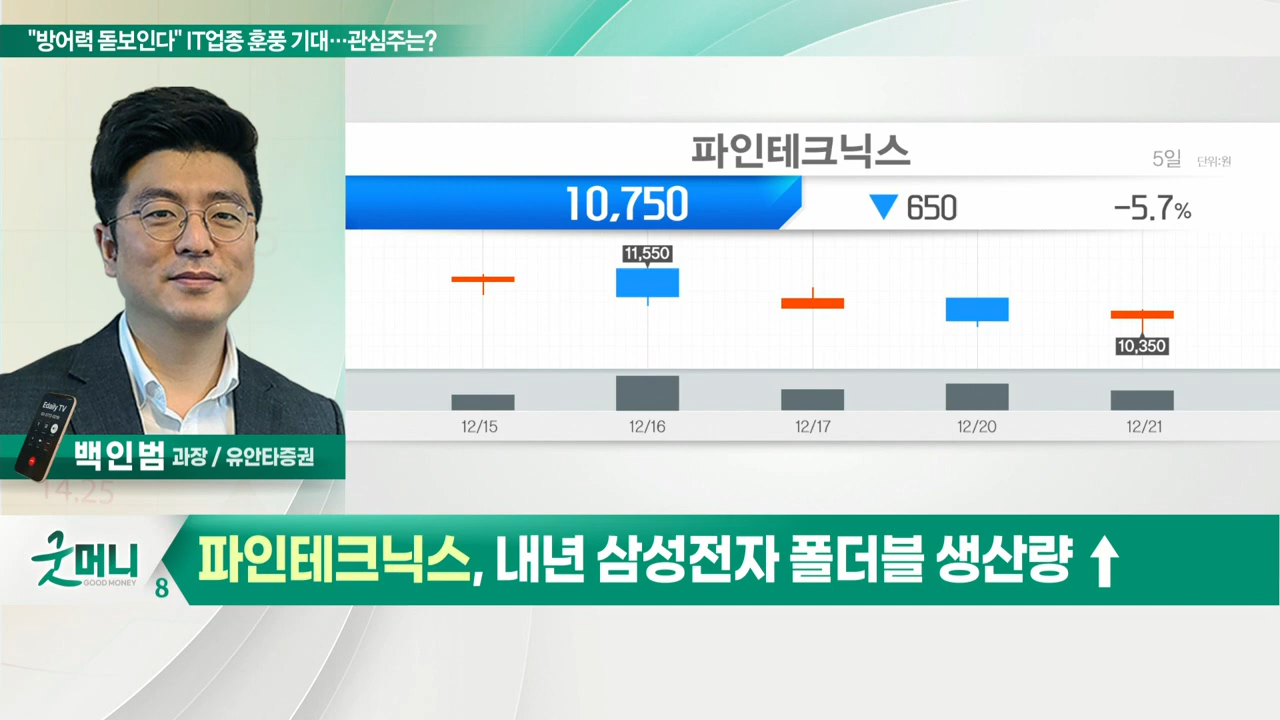 "방어력 돋보인다" IT업종 훈풍 기대…관심주는?
파인테크닉스
5일 단위:원
10,750 ▼ 650 -5.7%
11,550
10,350
12/15 12/16 12/17 12/20 12/21
Edaily TV
백인범 과장 / 유안타증권
14.25
굿머니
GOOD MONEY
8
파인테크닉스, 내년 삼성전자 폴더블 생산량 ↑